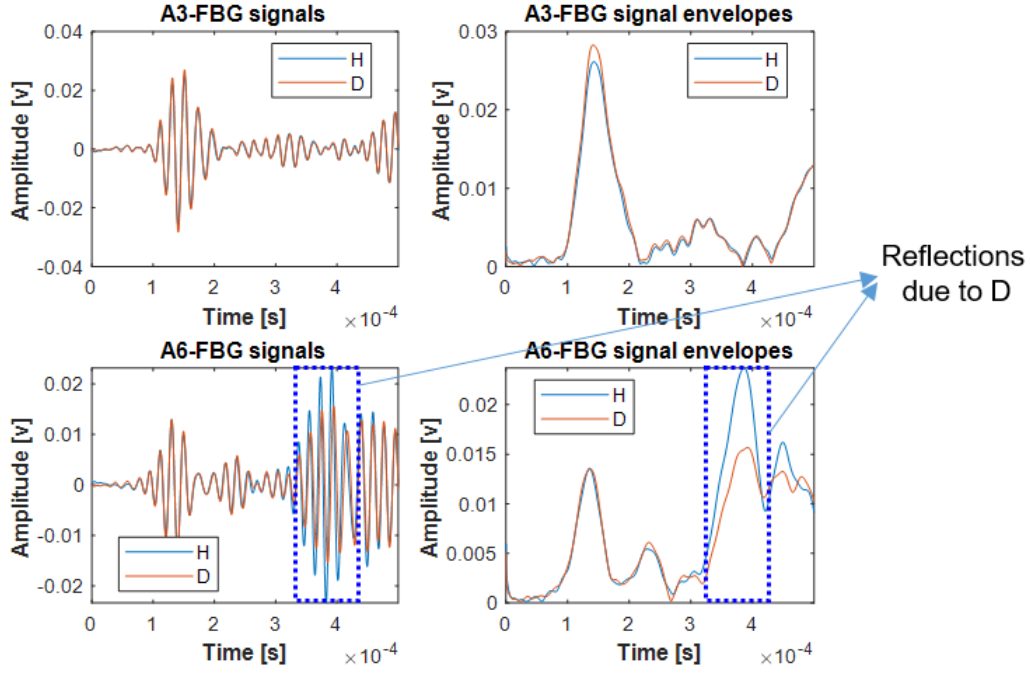 A3-FBG signals
0.04
0.02
0
-0.02
-0.04
Amplitude [v]
H
D
0 1 2 3 4
Time [s]
×10-4
A3-FBG signal envelopes
0.03
0.02
0.01
0
Amplitude [v]
H
D
0 1 2 3 4
Time [s]
×10-4
Reflections
due to D
A6-FBG signals
0.02
0.01
0
-0.01
-0.02
Amplitude [v]
H
D
0 1 2 3 4
Time [s]
×10-4
A6-FBG signal envelopes
0.02
0.015
0.01
0.005
0
Amplitude [v]
H
D
0 1 2 3 4
Time [s]
×10-4